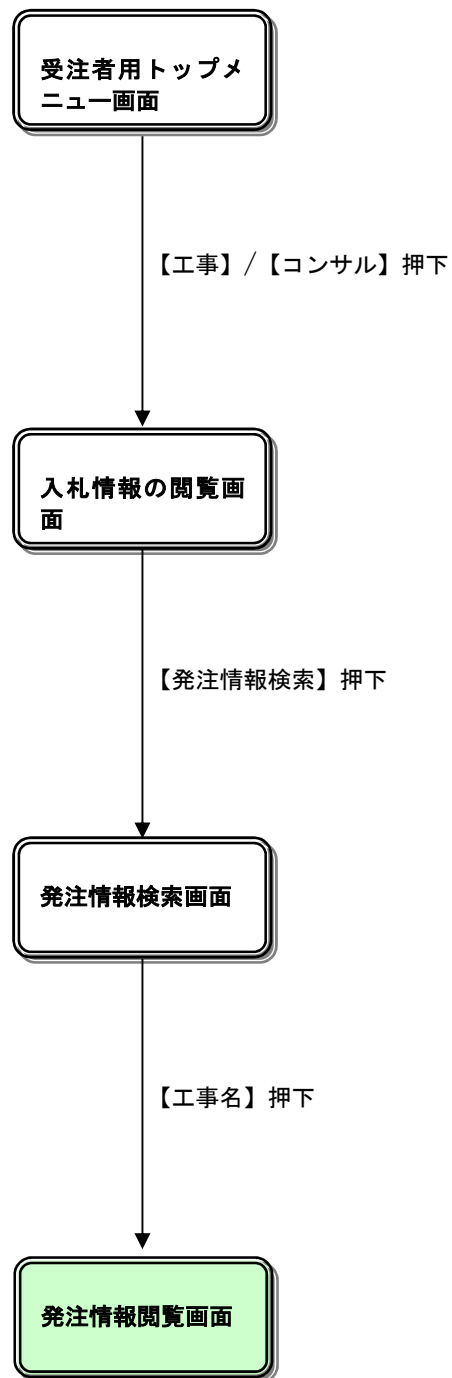 受注者用トップメ
ニュー画面
【工事】/【コンサル】押下
入札情報の閲覧画
面
【発注情報検索】押下
発注情報検索画面
【工事名】押下
発注情報閲覧画面